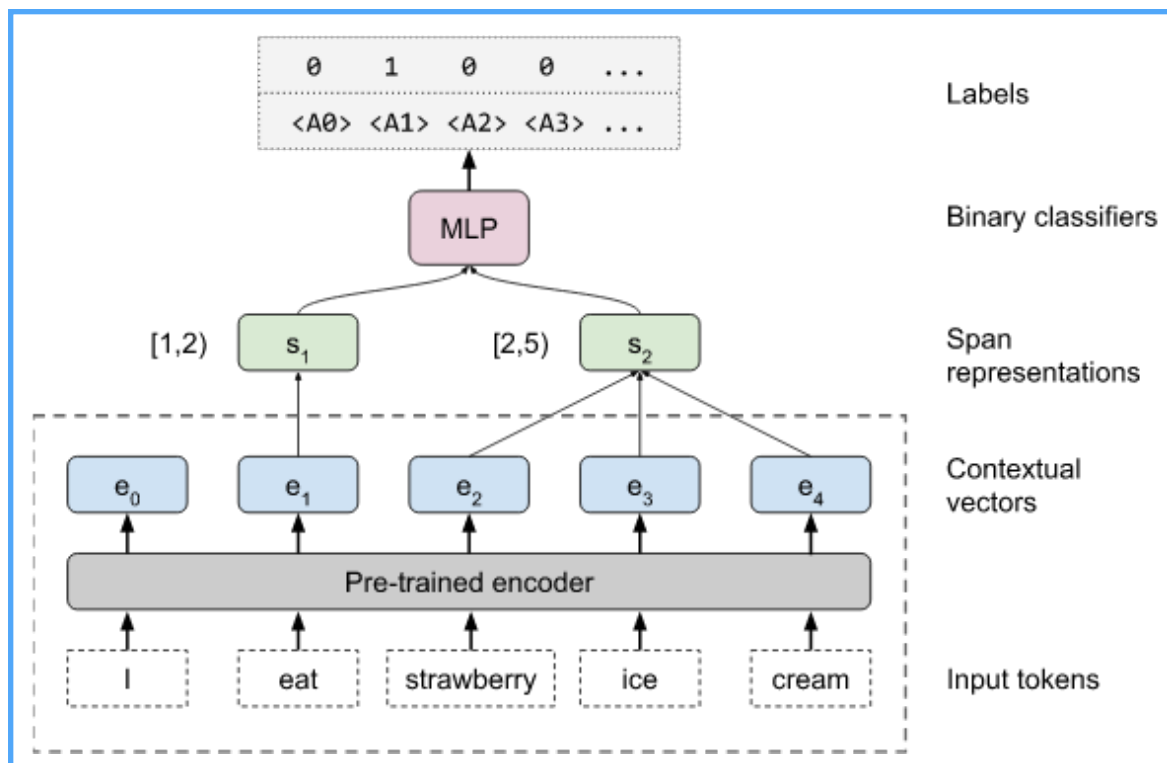 0 1 0 0 ...
Labels
<A0> <A1> <A2> <A3> ...
MLP
Binary classifiers
[1,2)
s1
[2,5)
s2
Span
representations
e0
e1
e2
e3
e4
Contextual
vectors
Pre-trained encoder
I
eat
strawberry
ice
cream
Input tokens